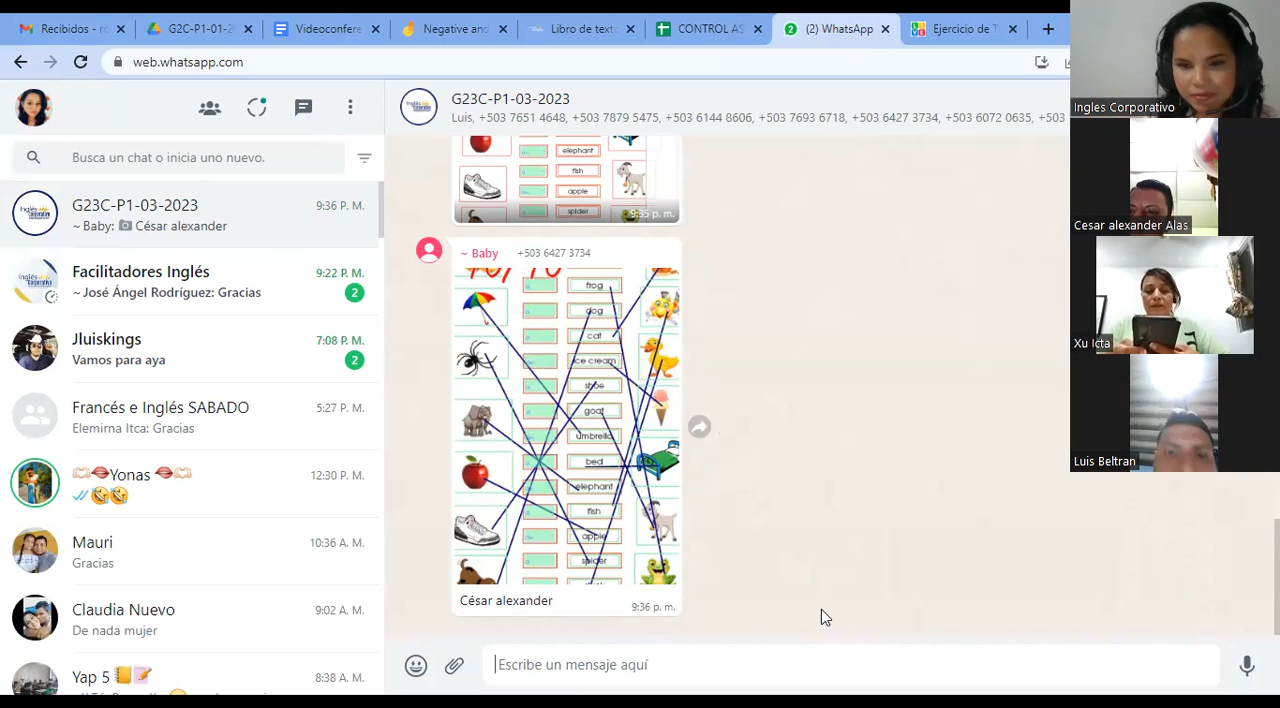 Recibidos - ro
G2C-P1-01-2
Videoconfere
Negative and
Libro de texto
CONTROL AS
(2) WhatsApp
Ejercicio de T
web.whatsapp.com
Busca un chat o inicia uno nuevo.
G23C-P1-03-2023
9:36 P. M.
~ Baby: César alexander
Facilitadores Inglés
9:22 P. M.
~ José Ángel Rodríguez: Gracias
2
Jluiskings
7:08 P. M.
Vamos para aya
2
Francés e Inglés SABADO
5:27 P. M.
Elemirna Itca: Gracias
Yonas
12:30 P. M.
Mauri
10:36 A. M.
Gracias
Claudia Nuevo
9:02 A. M.
De nada mujer
Yap 5
8:38 A. M.
G23C-P1-03-2023
Luis, +503 7651 4648, +503 7879 5475, +503 6144 8606, +503 7693 6718, +503 6427 3734, +503 6072 0635, +503
elephant
fish
apple
spider
9:35 p. m.
~ Baby
+503 6427 3734
10/10
frog
dog
cat
ice cream
shoe
goat
umbrella
bed
elephant
fish
apple
spider
César alexander
9:36 p. m.
Escribe un mensaje aquí
Ingles Corporativo
Cesar alexander Alas
Xu Icta
Luis Beltran